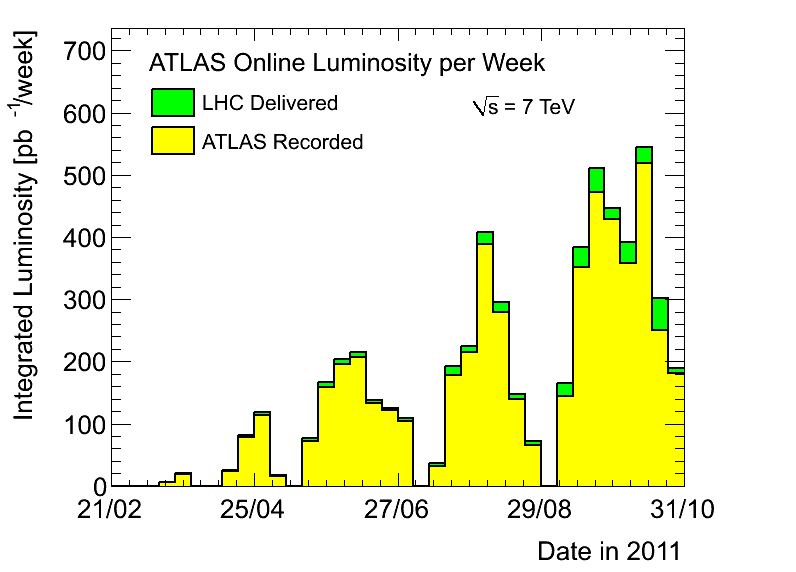 ATLAS Online Luminosity per Week
LHC Delivered
ATLAS Recorded
√s = 7 TeV
Integrated Luminosity [pb⁻¹/week]
700
600
500
400
300
200
100
0
21/02 25/04 27/06 29/08 31/10
Date in 2011